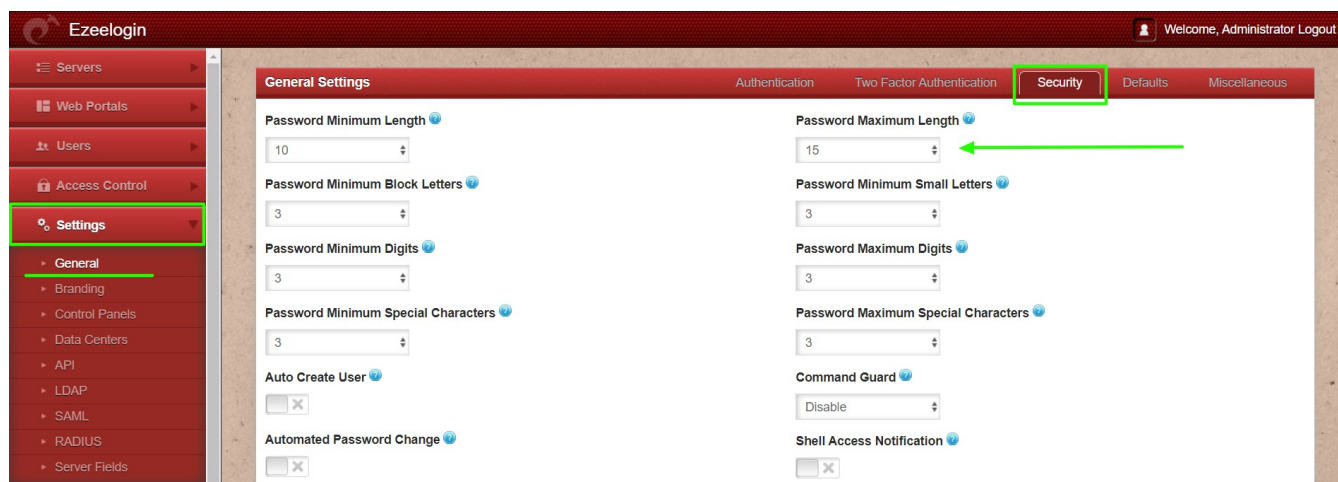 Ezeelogin
Welcome, Administrator Logout
Servers
Web Portals
Users
Access Control
Settings
General
Branding
Control Panels
Data Centers
API
LDAP
SAML
RADIUS
Server Fields
General Settings
Authentication Two Factor Authentication Security Defaults Miscellaneous
Password Minimum Length ? Password Maximum Length ?
10 15
Password Minimum Block Letters ? Password Minimum Small Letters ?
3 3
Password Minimum Digits ? Password Maximum Digits ?
3 3
Password Minimum Special Characters ? Password Maximum Special Characters ?
3 3
Auto Create User ? Command Guard ?
Disable
Automated Password Change ? Shell Access Notification ?